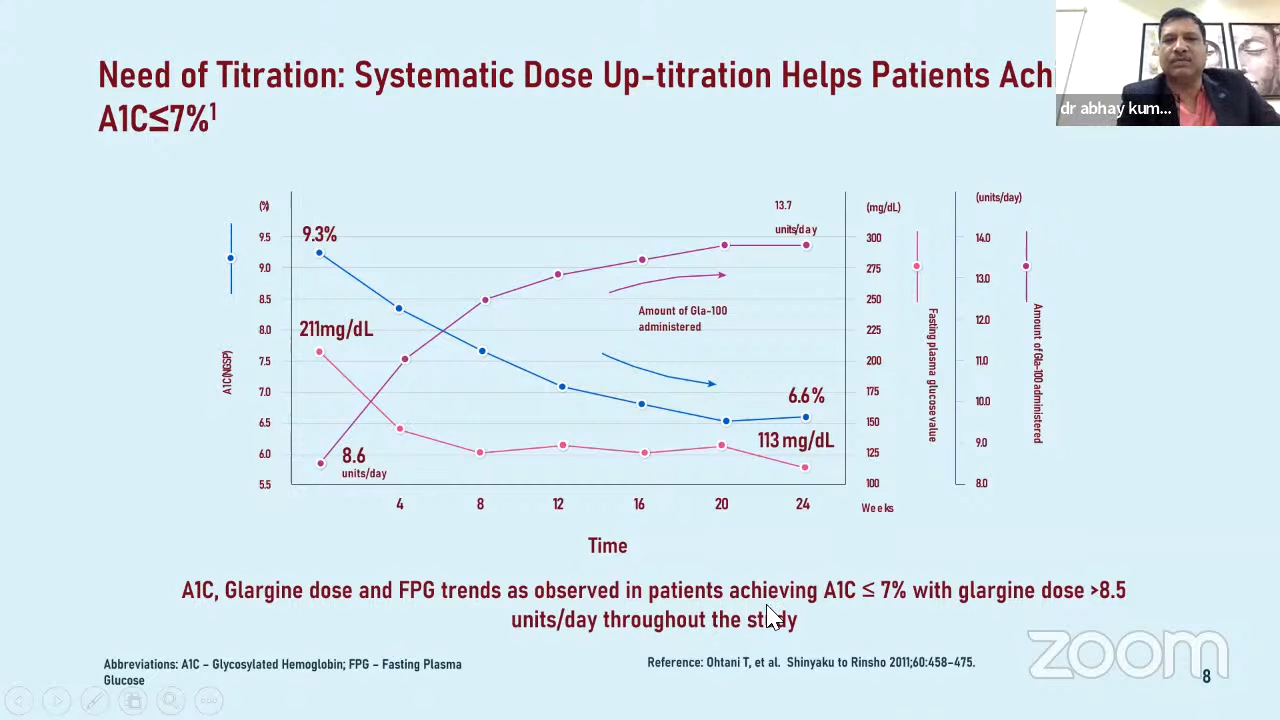 Need of Titration: Systematic Dose Up-titration Helps Patients Achi
A1C≤7%¹
dr abhay kum...
(%)
9.5
9.0
8.5
8.0
7.5
7.0
6.5
6.0
5.5
A1C(NGSP)
9.3%
211mg/dL
8.6
units/day
13.7
units/day
Amount of Gla-100
administered
6.6%
113 mg/dL
4
8
12
16
20
24
Weeks
Time
(mg/dL)
300
275
250
225
200
175
150
125
100
Fasting plasma glucose value
(units/day)
14.0
13.0
12.0
11.0
10.0
9.0
8.0
Amount of Gla-100 administered
A1C, Glargine dose and FPG trends as observed in patients achieving A1C ≤ 7% with glargine dose >8.5
units/day throughout the study
Abbreviations: A1C – Glycosylated Hemoglobin; FPG – Fasting Plasma
Glucose
Reference: Ohtani T, et al. Shinyaku to Rinsho 2011;60:458–475.
zoom
8